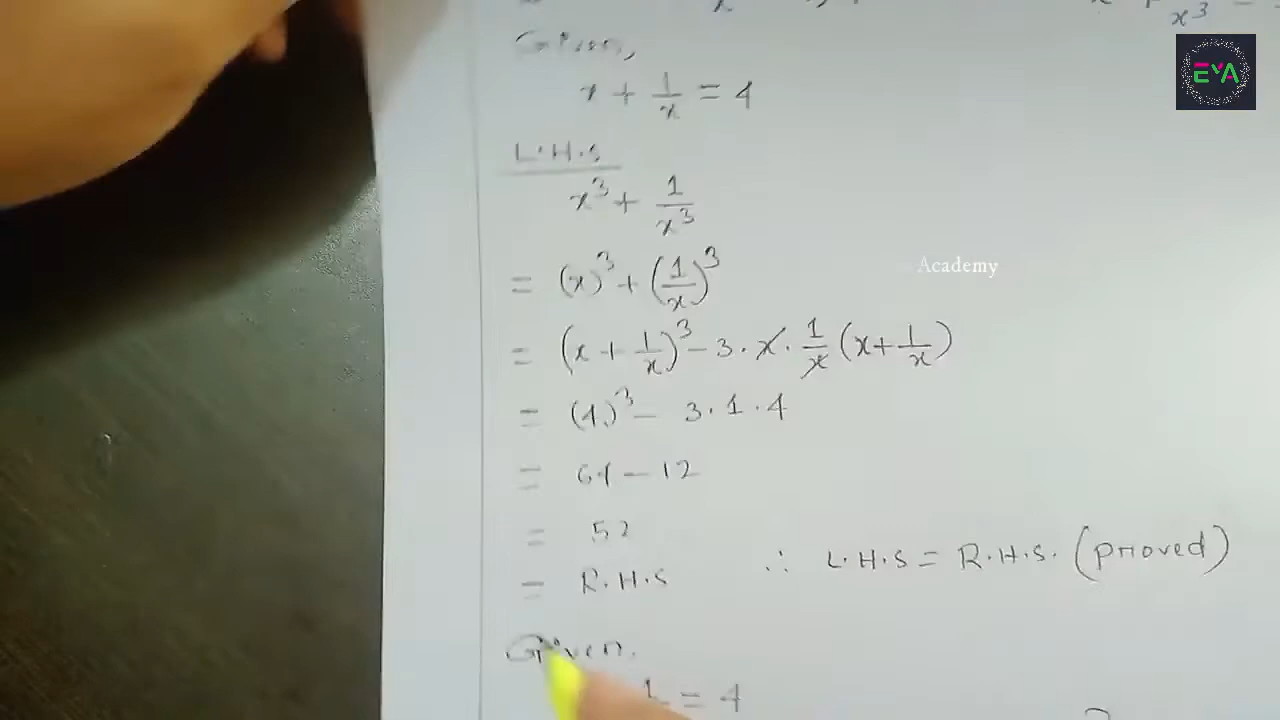 x³
Given,
x + 1/x = 4
L.H.S
x³ + 1/x³
= (x)³ + (1/x)³
= (x + 1/x)³ - 3 · x · 1/x (x + 1/x)
= (4)³ - 3 · 1 · 4
= 64 - 12
= 52
= R.H.S ∴ L.H.S = R.H.S. (proved)
Given,
1 = 4
EYA
Academy